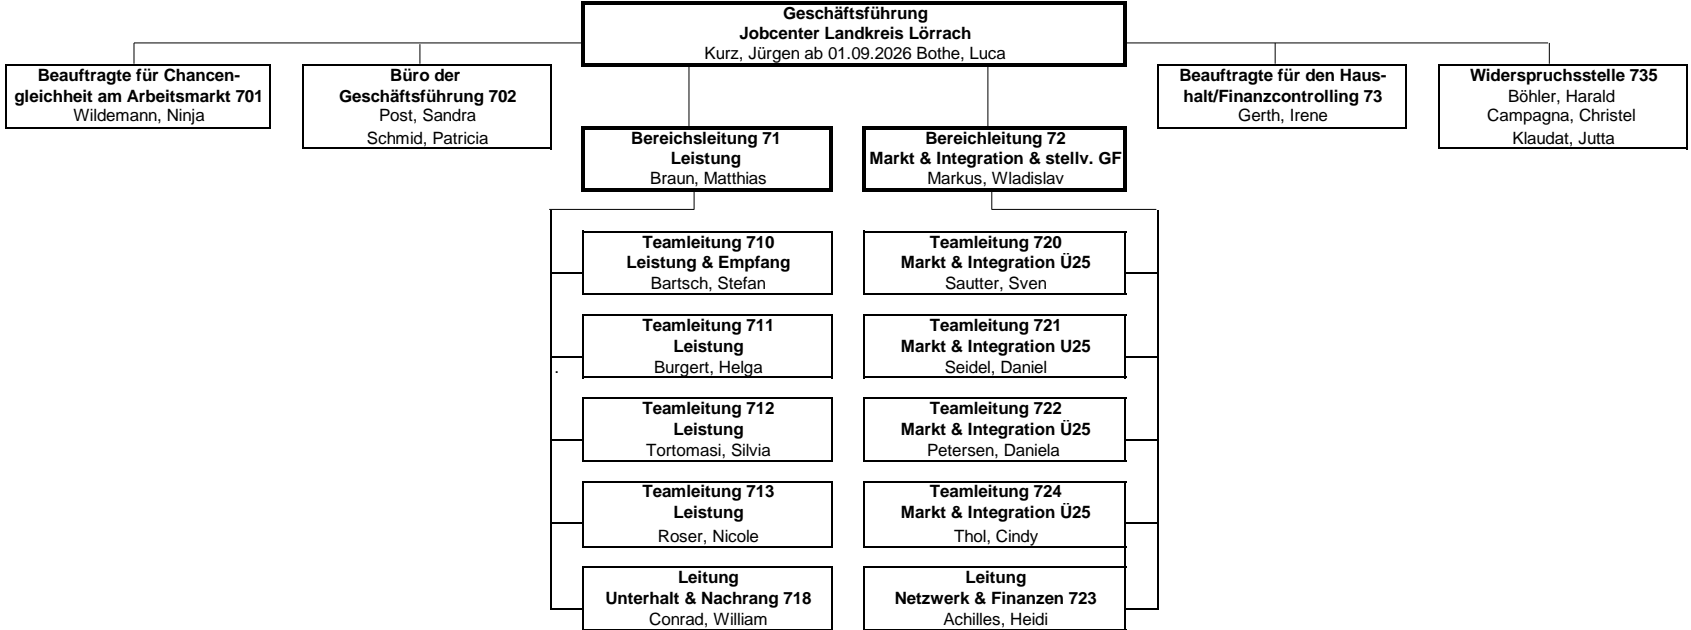 Geschäftsführung
Jobcenter Landkreis Lörrach
Kurz, Jürgen ab 01.09.2026 Bothe, Luca
Beauftragte für Chancen-
gleichheit am Arbeitsmarkt 701
Wildemann, Ninja
Büro der
Geschäftsführung 702
Post, Sandra
Schmid, Patricia
Beauftragte für den Haus-
halt/Finanzcontrolling 73
Gerth, Irene
Widerspruchsstelle 735
Böhler, Harald
Campagna, Christel
Klaudat, Jutta
Bereichsleitung 71
Leistung
Braun, Matthias
Bereichleitung 72
Markt & Integration & stellv. GF
Markus, Wladislav
Teamleitung 710
Leistung & Empfang
Bartsch, Stefan
Teamleitung 720
Markt & Integration Ü25
Sautter, Sven
Teamleitung 711
Leistung
Burgert, Helga
.
Teamleitung 721
Markt & Integration U25
Seidel, Daniel
Teamleitung 712
Leistung
Tortomasi, Silvia
Teamleitung 722
Markt & Integration Ü25
Petersen, Daniela
Teamleitung 713
Leistung
Roser, Nicole
Teamleitung 724
Markt & Integration Ü25
Thol, Cindy
Leitung
Unterhalt & Nachrang 718
Conrad, William
Leitung
Netzwerk & Finanzen 723
Achilles, Heidi